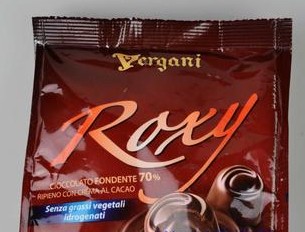 Vergani
Roxy
CIOCCOLATO FONDENTE 70%
RIPIENO CON CREMA AL CACAO
Senza grassi vegetali
idrogenati